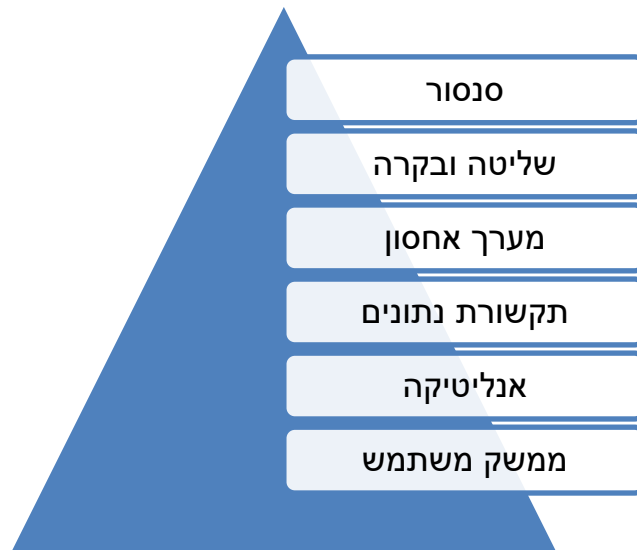 סנסור
שליטה ובקרה
מערך אחסון
תקשורת נתונים
אנליטיקה
ממשק משתמש